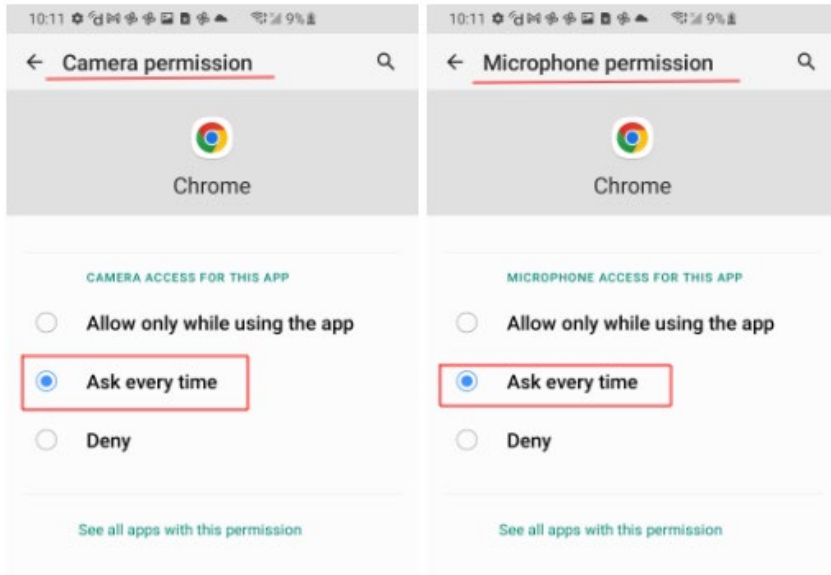 10:11 9%
Camera permission
Chrome
CAMERA ACCESS FOR THIS APP
Allow only while using the app
Ask every time
Deny
See all apps with this permission
10:11 9%
Microphone permission
Chrome
MICROPHONE ACCESS FOR THIS APP
Allow only while using the app
Ask every time
Deny
See all apps with this permission